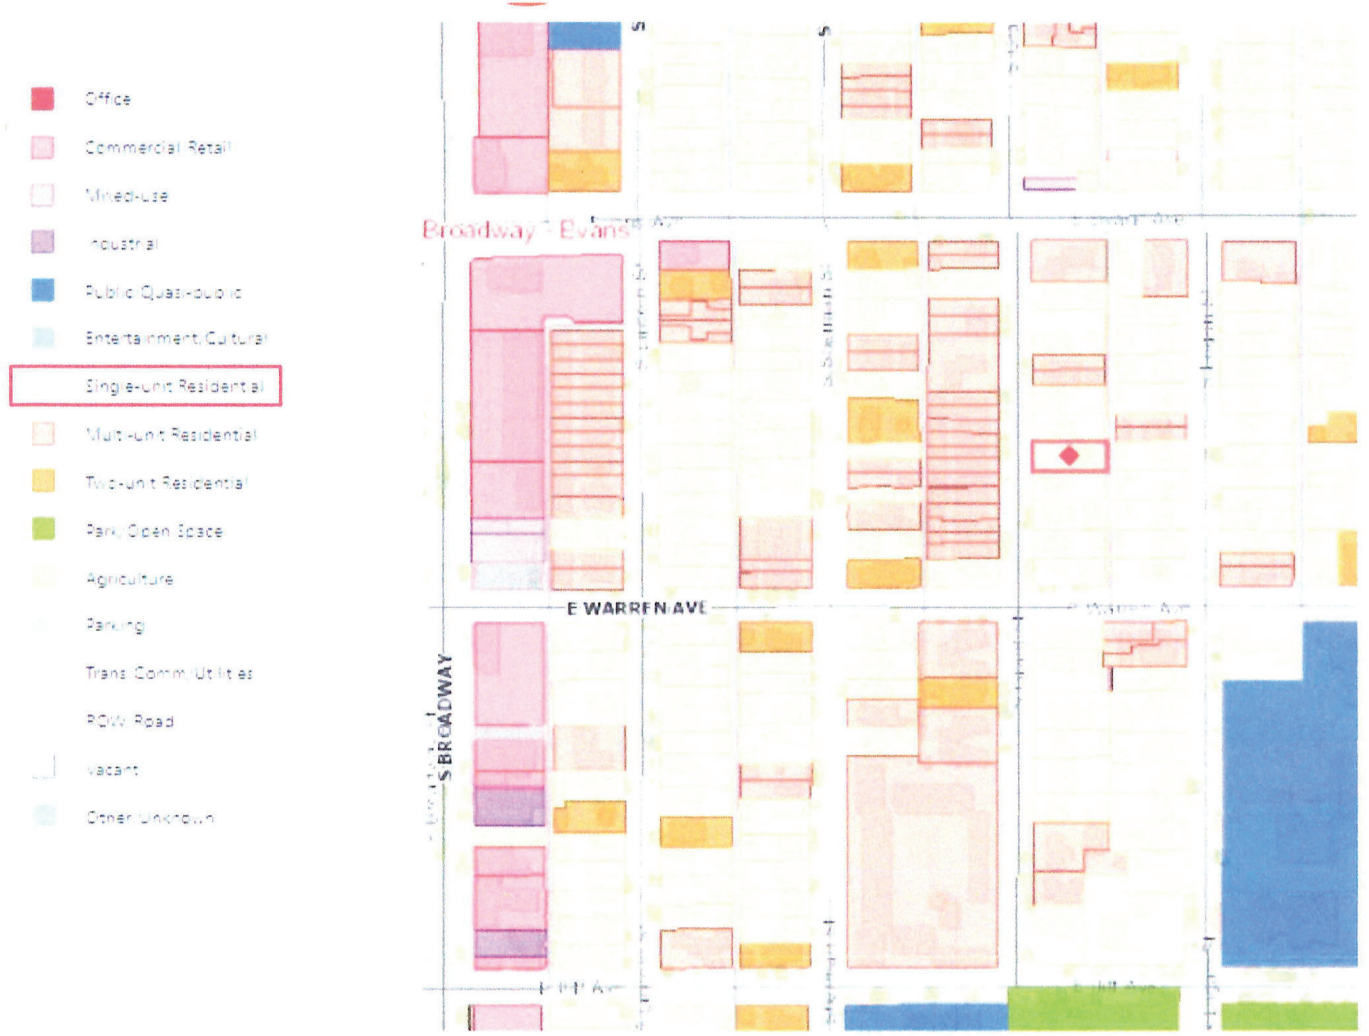 Office
Commercial/Retail
Mixed-use
Industrial
Public/Quasi-public
Entertainment/Cultural
Single-unit Residential
Multi-unit Residential
Two-unit Residential
Park/Open Space
Agriculture
Parking
Trans/Comm/Utilities
ROW/Road
Vacant
Other/Unknown
S
S
Broadway - Evans
E WARREN AVE
E Warren Ave
S BROADWAY